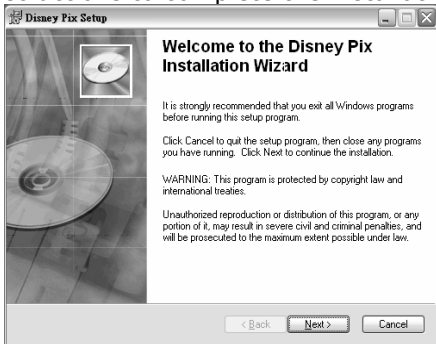 Disney Pix Setup
Welcome to the Disney Pix
Installation Wizard
It is strongly recommended that you exit all Windows programs
before running this setup program.
Click Cancel to quit the setup program, then close any programs
you have running. Click Next to continue the installation.
WARNING: This program is protected by copyright law and
international treaties.
Unauthorized reproduction or distribution of this program, or any
portion of it, may result in severe civil and criminal penalties, and
will be prosecuted to the maximum extent possible under law.
< Back
Next >
Cancel